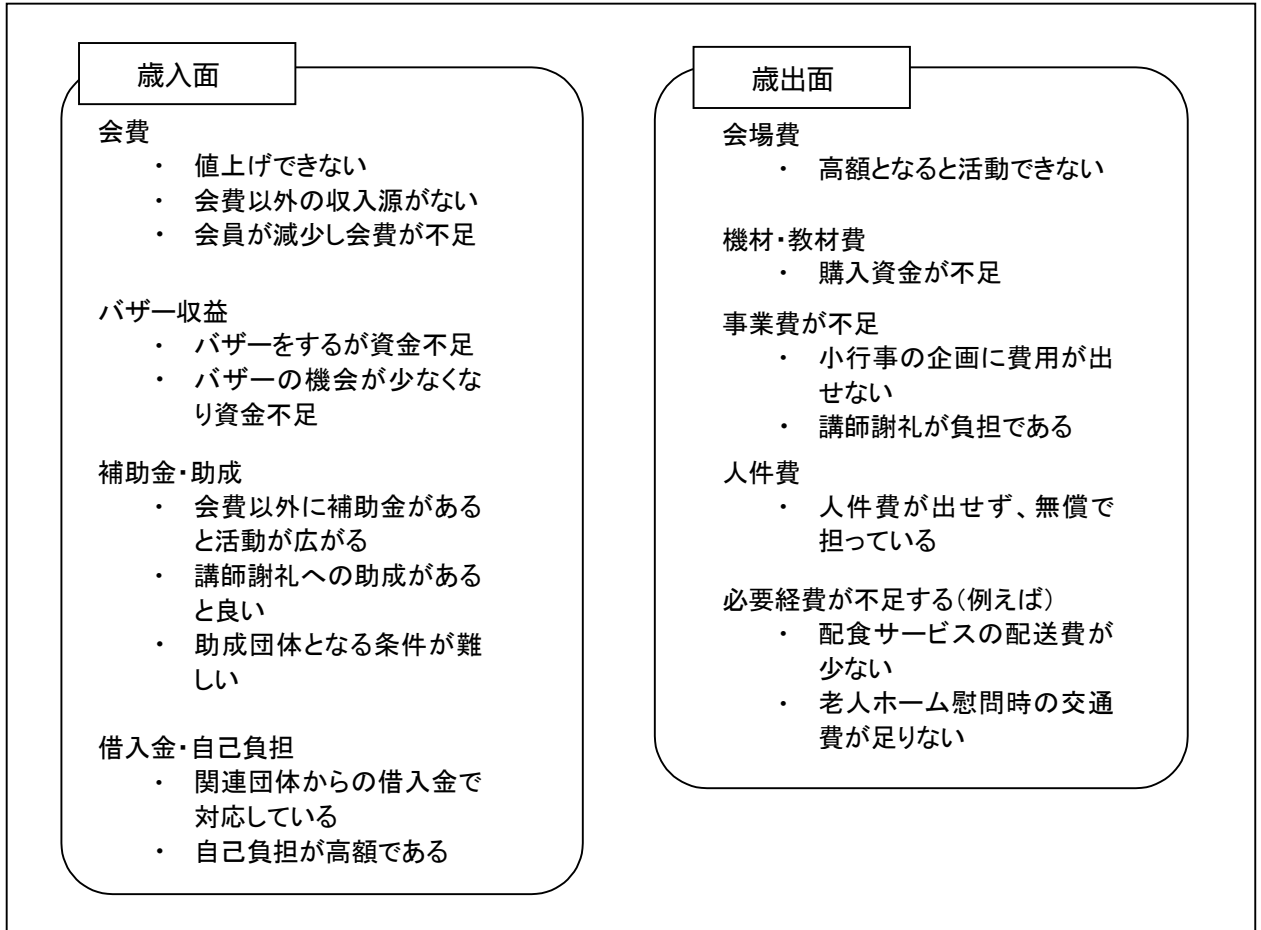 歳入面
会費
・ 値上げできない
・ 会費以外の収入源がない
・ 会員が減少し会費が不足
バザー収益
・ バザーをするが資金不足
・ バザーの機会が少なくな
り資金不足
補助金・助成
・ 会費以外に補助金がある
と活動が広がる
・ 講師謝礼への助成がある
と良い
・ 助成団体となる条件が難
しい
借入金・自己負担
・ 関連団体からの借入金で
対応している
・ 自己負担が高額である
歳出面
会場費
・ 高額となると活動できない
機材・教材費
・ 購入資金が不足
事業費が不足
・ 小行事の企画に費用が出
せない
・ 講師謝礼が負担である
人件費
・ 人件費が出せず、無償で
担っている
必要経費が不足する(例えば)
・ 配食サービスの配送費が
少ない
・ 老人ホーム慰問時の交通
費が足りない